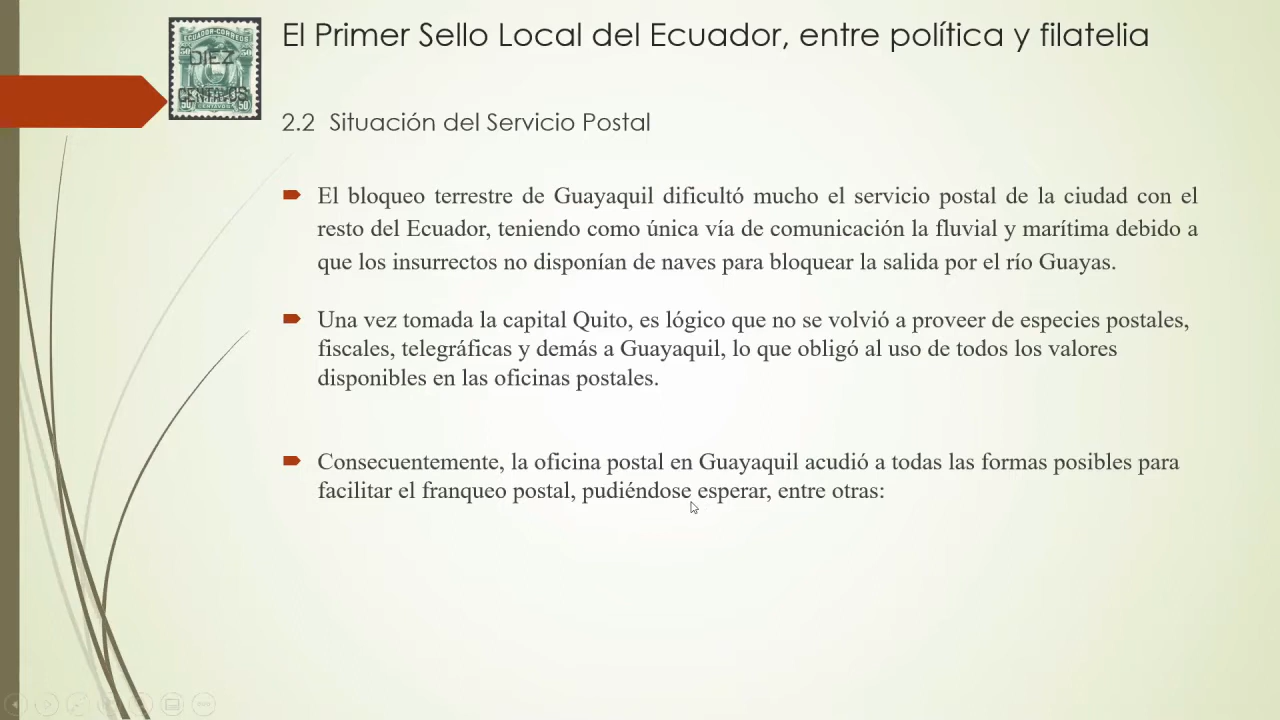 El Primer Sello Local del Ecuador, entre política y filatelia
ECUADOR-CORREOS
50 50
DIEZ
CENTAVOS
50 50
2.2 Situación del Servicio Postal
El bloqueo terrestre de Guayaquil dificultó mucho el servicio postal de la ciudad con el
resto del Ecuador, teniendo como única vía de comunicación la fluvial y marítima debido a
que los insurrectos no disponían de naves para bloquear la salida por el río Guayas.
Una vez tomada la capital Quito, es lógico que no se volvió a proveer de especies postales,
fiscales, telegráficas y demás a Guayaquil, lo que obligó al uso de todos los valores
disponibles en las oficinas postales.
Consecuentemente, la oficina postal en Guayaquil acudió a todas las formas posibles para
facilitar el franqueo postal, pudiéndose esperar, entre otras: